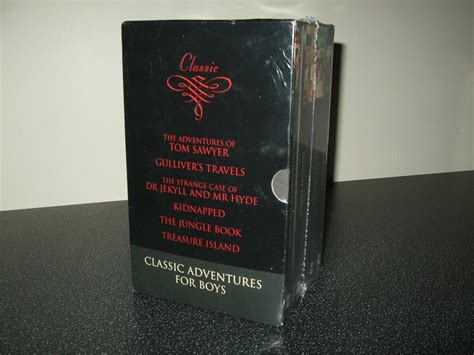 Classic
THE ADVENTURES OF
TOM SAWYER
GULLIVER'S TRAVELS
THE STRANGE CASE OF
DR JEKYLL AND MR HYDE
KIDNAPPED
THE JUNGLE BOOK
TREASURE ISLAND
CLASSIC ADVENTURES
FOR BOYS